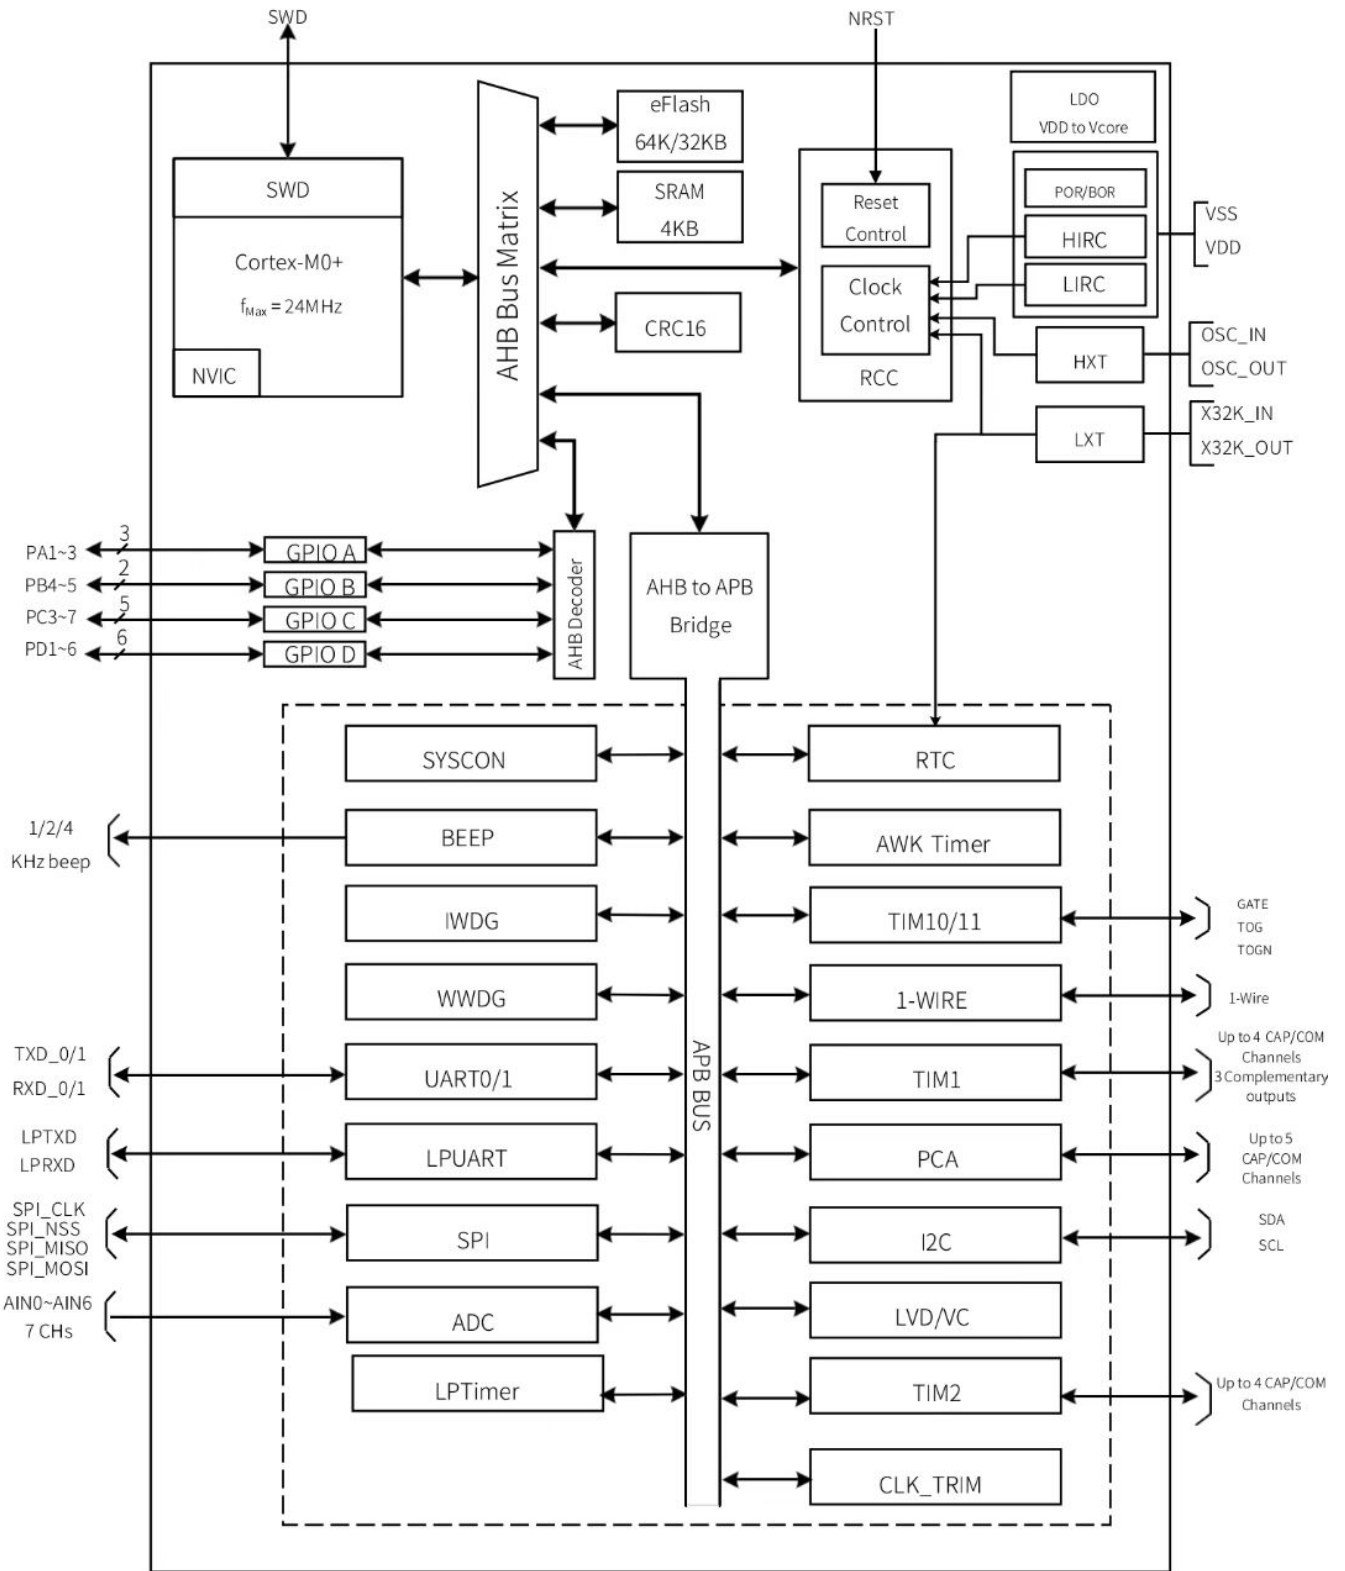 SWD
NRST
SWD
Cortex-M0+
fMax = 24MHz
NVIC
AHB Bus Matrix
eFlash
64K/32KB
SRAM
4KB
CRC16
Reset
Control
Clock
Control
RCC
LDO
VDD to Vcore
POR/BOR
HIRC
LIRC
HXT
LXT
VSS
VDD
OSC_IN
OSC_OUT
X32K_IN
X32K_OUT
PA1~3
3
GPIO A
PB4~5
2
GPIO B
PC3~7
5
GPIO C
PD1~6
6
GPIO D
AHB Decoder
AHB to APB
Bridge
APB BUS
SYSCON
RTC
1/2/4
KHz beep
BEEP
AWK Timer
IWDG
TIM10/11
GATE
TOG
TOGN
WWDG
1-WIRE
1-Wire
TXD_0/1
RXD_0/1
UART0/1
TIM1
Up to 4 CAP/COM
Channels
3 Complementary
outputs
LPTXD
LPRXD
LPUART
PCA
Up to 5
CAP/COM
Channels
SPI_CLK
SPI_NSS
SPI_MISO
SPI_MOSI
SPI
I2C
SDA
SCL
AIN0~AIN6
7 CHs
ADC
LVD/VC
LPTimer
TIM2
Up to 4 CAP/COM
Channels
CLK_TRIM